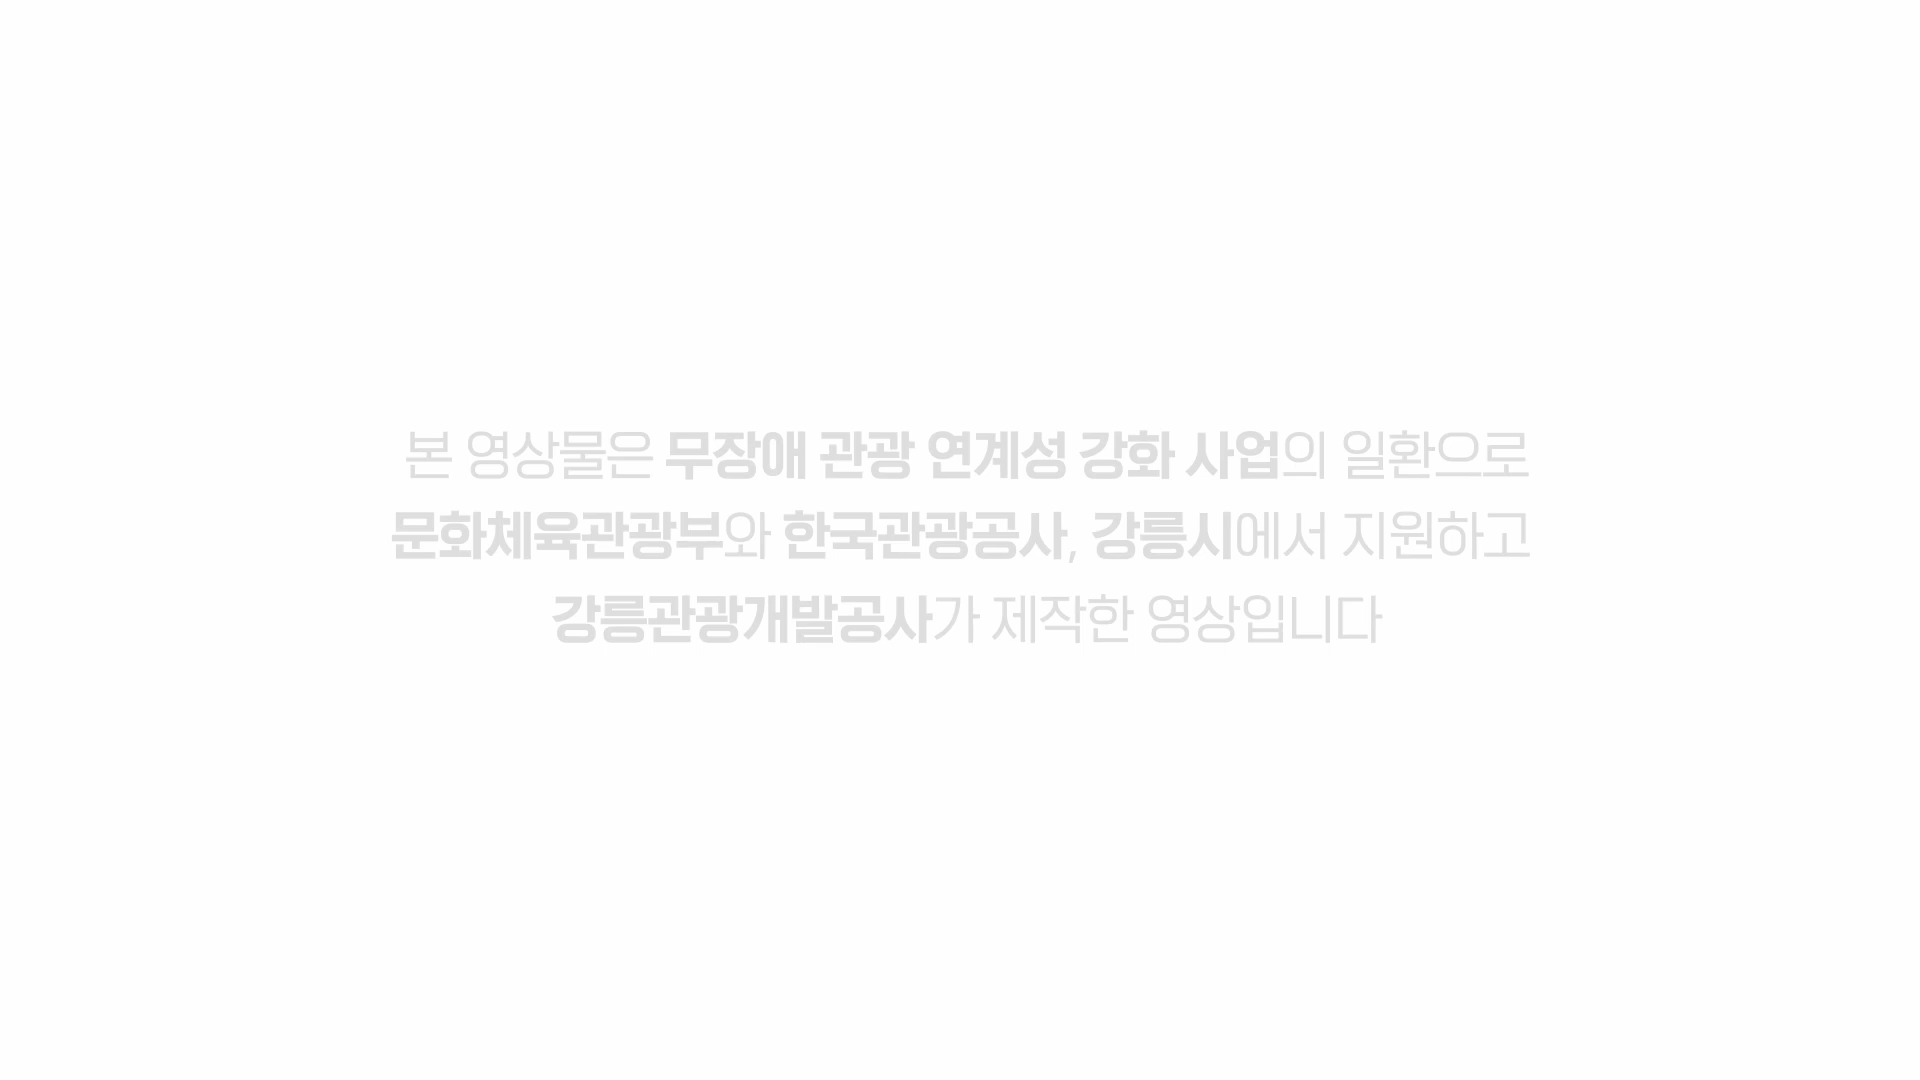 본 영상물은 무장애 관광 연계성 강화 사업의 일환으로
문화체육관광부와 한국관광공사, 강릉시에서 지원하고
강릉관광개발공사가 제작한 영상입니다